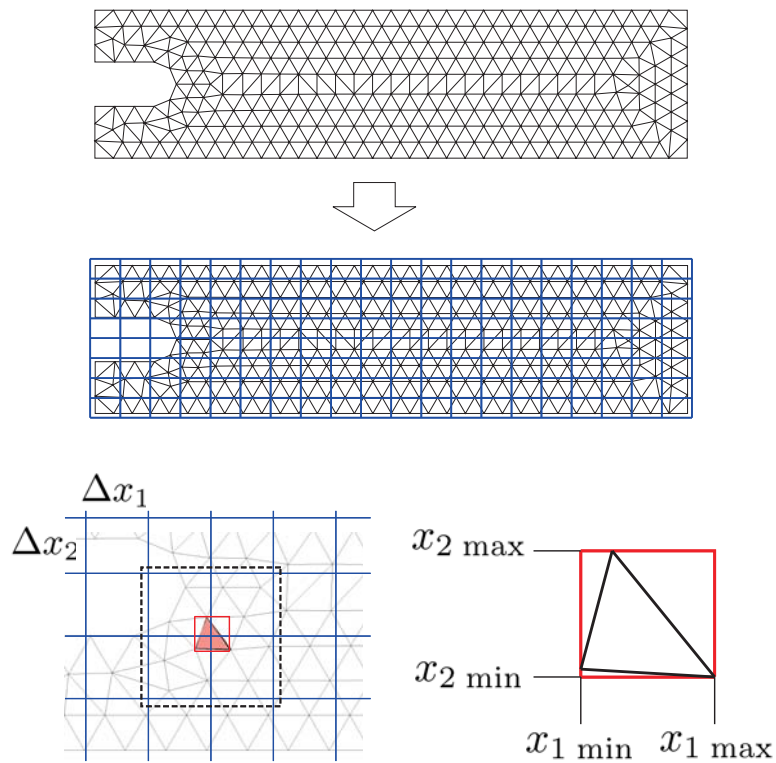 Δx₁
Δx₂
x₂ max
x₂ min
x₁ min x₁ max